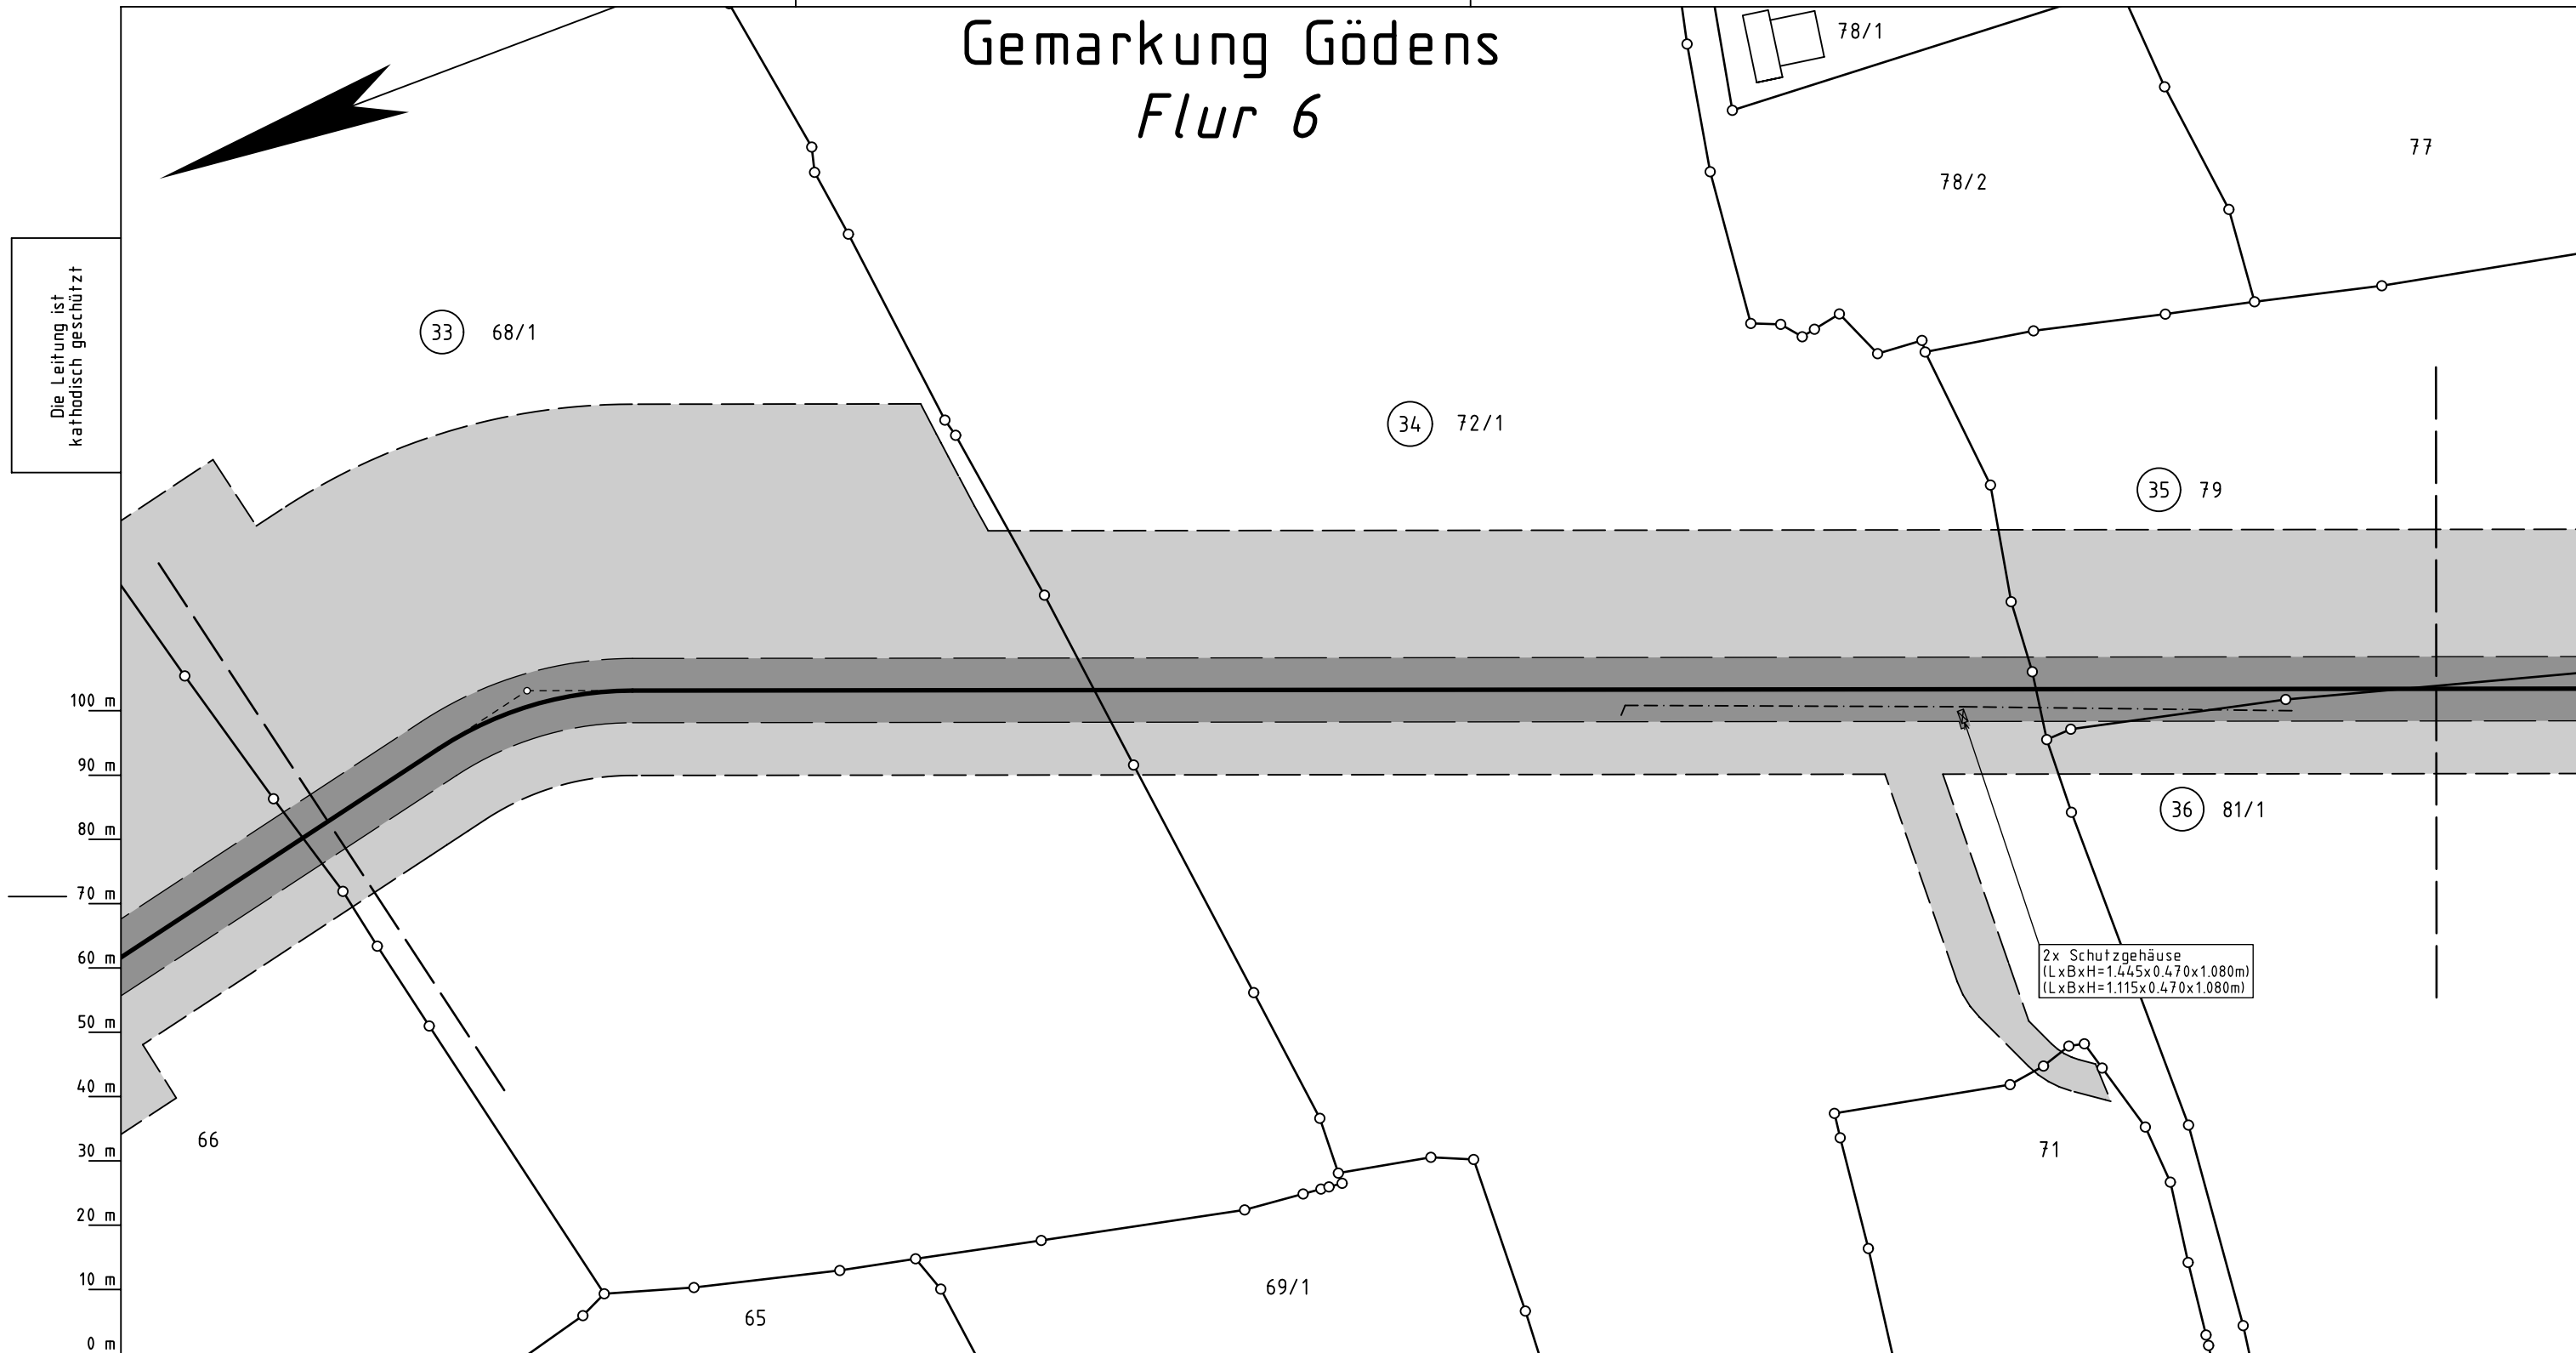 Gemarkung Gödens
Flur 6
78/1
78/2
77
Die Leitung ist
kathodisch geschützt
33 68/1
34 72/1
35 79
36 81/1
100 m
90 m
80 m
70 m
60 m
50 m
40 m
30 m
20 m
10 m
0 m
2x Schutzgehäuse
(LxBxH=1.445x0.470x1.080m)
(LxBxH=1.115x0.470x1.080m)
66
71
69/1
65